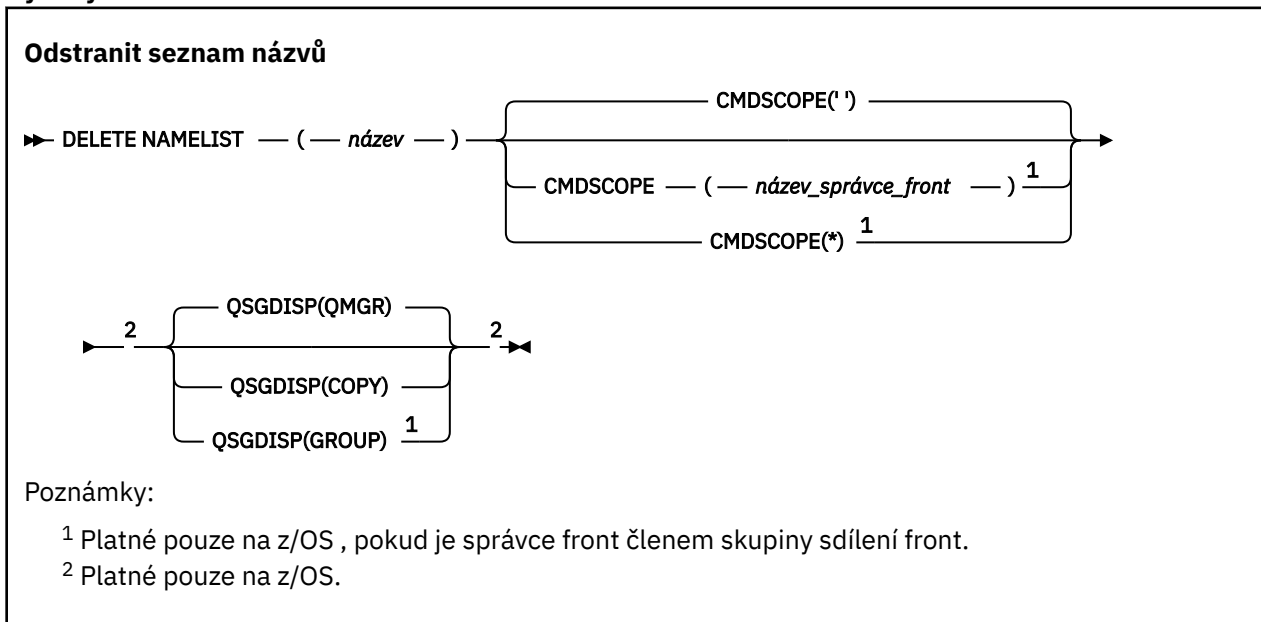 Odstranit seznam názvů
CMDSCOPE(' ')
DELETE NAMELIST ( název )
CMDSCOPE ( název_správce_front ) 1
CMDSCOPE(*) 1
QSGDISP(QMGR)
2 2
QSGDISP(COPY)
QSGDISP(GROUP) 1
Poznámky:
1 Platné pouze na z/OS , pokud je správce front členem skupiny sdílení front.
2 Platné pouze na z/OS.